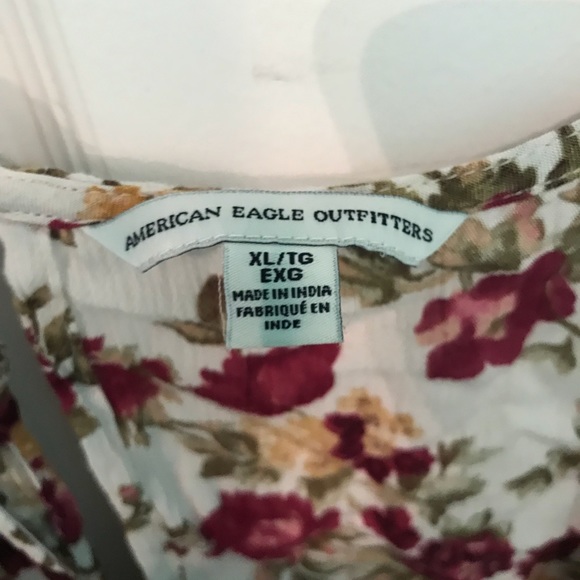 AMERICAN EAGLE OUTFITTERS
XL/TG
EXG
MADE IN INDIA
FABRIQUÉ EN
INDE